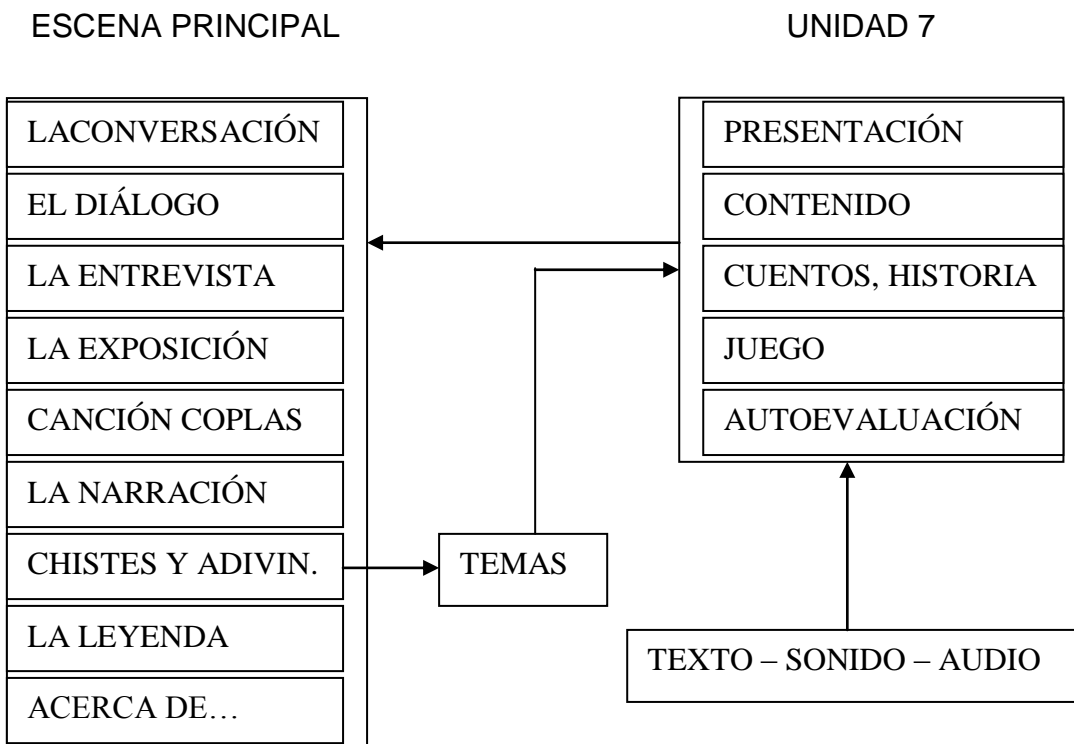 ESCENA PRINCIPAL
UNIDAD 7
LACONVERSACIÓN
EL DIÁLOGO
LA ENTREVISTA
LA EXPOSICIÓN
CANCIÓN COPLAS
LA NARRACIÓN
CHISTES Y ADIVIN.
LA LEYENDA
ACERCA DE…
TEMAS
PRESENTACIÓN
CONTENIDO
CUENTOS, HISTORIA
JUEGO
AUTOEVALUACIÓN
TEXTO – SONIDO – AUDIO